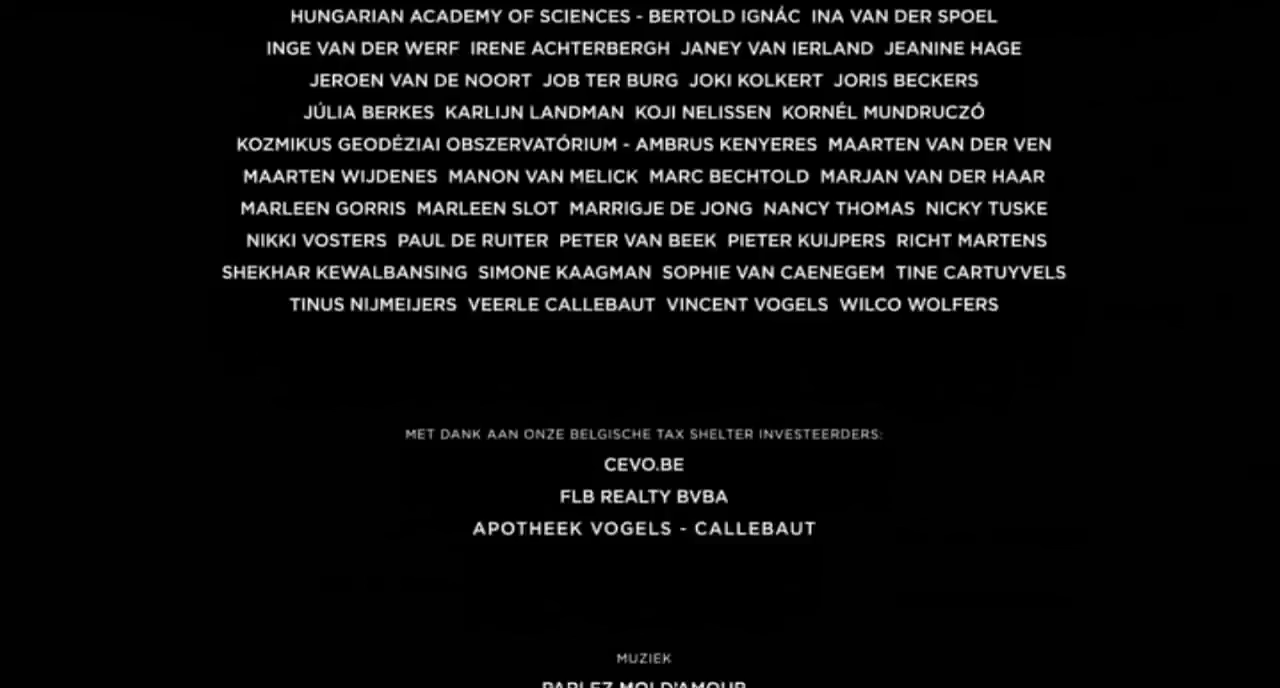 HUNGARIAN ACADEMY OF SCIENCES - BERTOLD IGNÁC INA VAN DER SPOEL
INGE VAN DER WERF IRENE ACHTERBERGH JANEY VAN IERLAND JEANINE HAGE
JEROEN VAN DE NOORT JOB TER BURG JOKI KOLKERT JORIS BECKERS
JÚLIA BERKES KARLIJN LANDMAN KOJI NELISSEN KORNÉL MUNDRUCZÓ
KOZMIKUS GEODÉZIAI OBSZERVATÓRIUM - AMBRUS KENYERES MAARTEN VAN DER VEN
MAARTEN WIJDENES MANON VAN MELICK MARC BECHTOLD MARJAN VAN DER HAAR
MARLEEN GORRIS MARLEEN SLOT MARRIGJE DE JONG NANCY THOMAS NICKY TUSKE
NIKKI VOSTERS PAUL DE RUITER PETER VAN BEEK PIETER KUIJPERS RICHT MARTENS
SHEKHAR KEWALBANSING SIMONE KAAGMAN SOPHIE VAN CAENEGEM TINE CARTUYVELS
TINUS NIJMEIJERS VEERLE CALLEBAUT VINCENT VOGELS WILCO WOLFERS
MET DANK AAN ONZE BELGISCHE TAX SHELTER INVESTEERDERS:
CEVO.BE
FLB REALTY BVBA
APOTHEEK VOGELS - CALLEBAUT
MUZIEK
PARLEZ MOI D'AMOUR